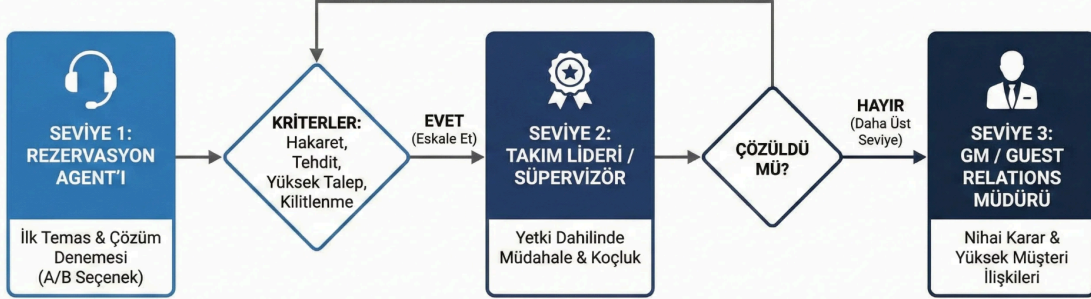 SEVİYE 1:
REZERVASYON
AGENT'I
İlk Temas & Çözüm
Denemesi
(A/B Seçenek)
KRİTERLER:
Hakaret,
Tehdit,
Yüksek Talep,
Kilitlenme
EVET
(Eskale Et)
SEVİYE 2:
TAKIM LİDERİ /
SÜPERVİZÖR
Yetki Dahilinde
Müdahale & Koçluk
ÇÖZÜLDÜ
MÜ?
HAYIR
(Daha Üst
Seviye)
SEVİYE 3:
GM / GUEST
RELATIONS
MÜDÜRÜ
Nihai Karar &
Yüksek Müşteri
İlişkileri